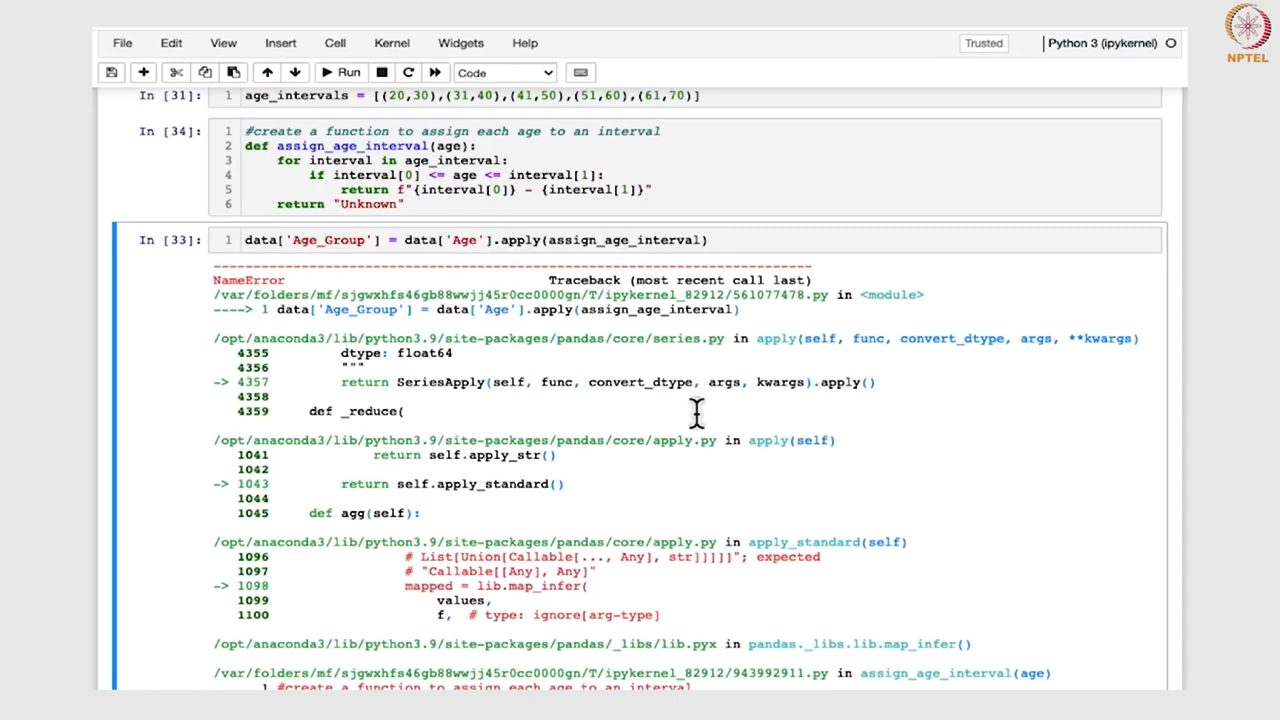 NPTEL
File Edit View Insert Cell Kernel Widgets Help Trusted Python 3 (ipykernel)
Run Code
In [31]: 1 age_intervals = [(20,30),(31,40),(41,50),(51,60),(61,70)]
In [34]: 1 #create a function to assign each age to an interval
2 def assign_age_interval(age):
3     for interval in age_interval:
4         if interval[0] <= age <= interval[1]:
5             return f"{interval[0]} - {interval[1]}"
6     return "Unknown"
In [33]: 1 data['Age_Group'] = data['Age'].apply(assign_age_interval)
---------------------------------------------------------------------------
NameError Traceback (most recent call last)
/var/folders/mf/sjgwxhfs46gb88wwjj45r0cc0000gn/T/ipykernel_82912/561077478.py in <module>
----> 1 data['Age_Group'] = data['Age'].apply(assign_age_interval)
/opt/anaconda3/lib/python3.9/site-packages/pandas/core/series.py in apply(self, func, convert_dtype, args, **kwargs)
4355         dtype: float64
4356         """
-> 4357         return SeriesApply(self, func, convert_dtype, args, kwargs).apply()
4358
4359     def _reduce(
/opt/anaconda3/lib/python3.9/site-packages/pandas/core/apply.py in apply(self)
1041             return self.apply_str()
1042
-> 1043         return self.apply_standard()
1044
1045     def agg(self):
/opt/anaconda3/lib/python3.9/site-packages/pandas/core/apply.py in apply_standard(self)
1096                 # List[Union[Callable[..., Any], str]]]]]"; expected
1097                 # "Callable[[Any], Any]"
-> 1098                 mapped = lib.map_infer(
1099                     values,
1100                     f,  # type: ignore[arg-type]
/opt/anaconda3/lib/python3.9/site-packages/pandas/_libs/lib.pyx in pandas._libs.lib.map_infer()
/var/folders/mf/sjgwxhfs46gb88wwjj45r0cc0000gn/T/ipykernel_82912/943992911.py in assign_age_interval(age)
1 #create a function to assign each age to an interval